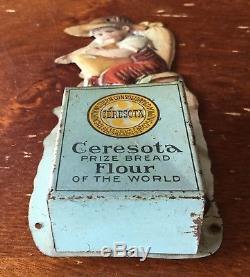 CERESOTA
Ceresota
PRIZE BREAD
Flour
OF THE WORLD